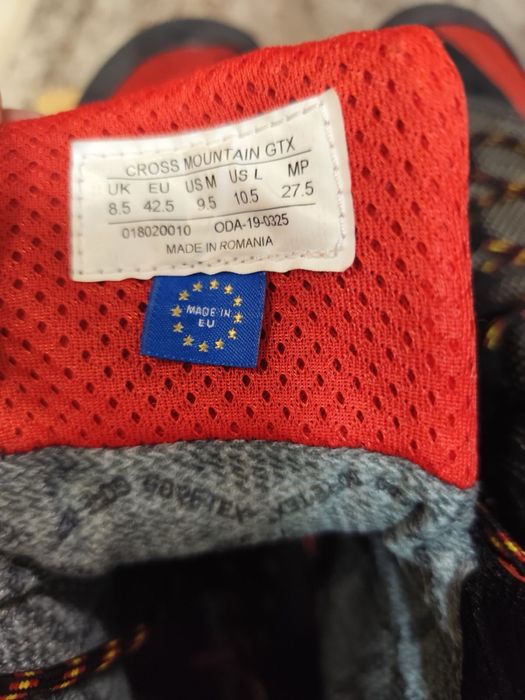 CROSS MOUNTAIN GTX
UK EU US M US L MP
8.5 42.5 9.5 10.5 27.5
018020010 ODA-19-0325
MADE IN ROMANIA
MADE IN
EU
GORE-TEX